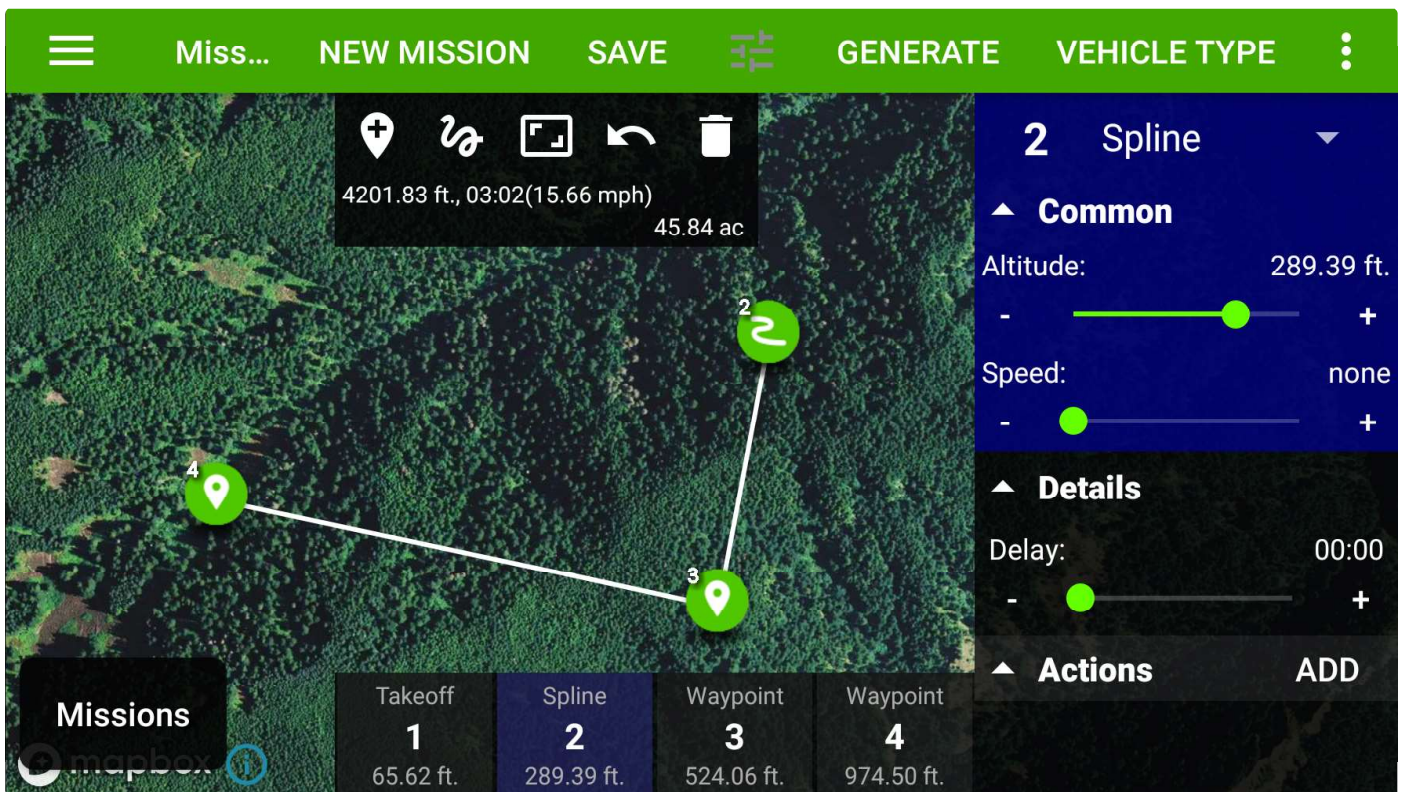 Miss... NEW MISSION SAVE GENERATE VEHICLE TYPE
4201.83 ft., 03:02(15.66 mph)
45.84 ac
2
4
3
2 Spline
Common
Altitude: 289.39 ft.
- +
Speed: none
- +
Details
Delay: 00:00
- +
Actions ADD
Missions
mapbox
Takeoff Spline Waypoint Waypoint
1 2 3 4
65.62 ft. 289.39 ft. 524.06 ft. 974.50 ft.